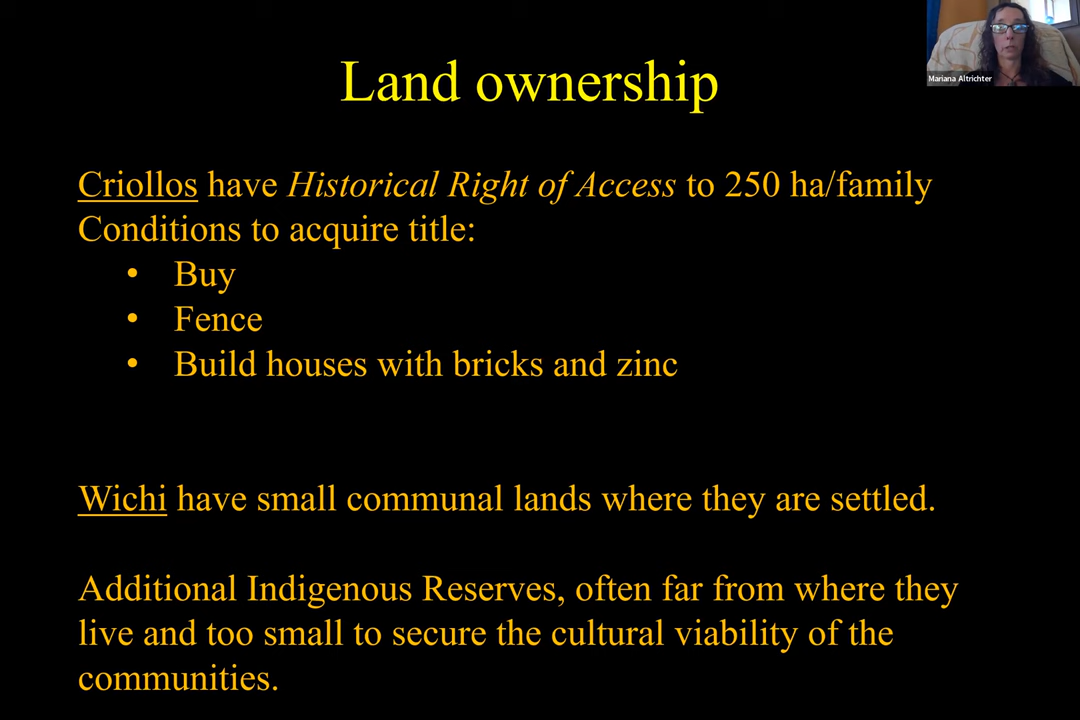 Mariana Altrichter
Land ownership
Criollos have Historical Right of Access to 250 ha/family
Conditions to acquire title:
• Buy
• Fence
• Build houses with bricks and zinc
Wichi have small communal lands where they are settled.
Additional Indigenous Reserves, often far from where they
live and too small to secure the cultural viability of the
communities.